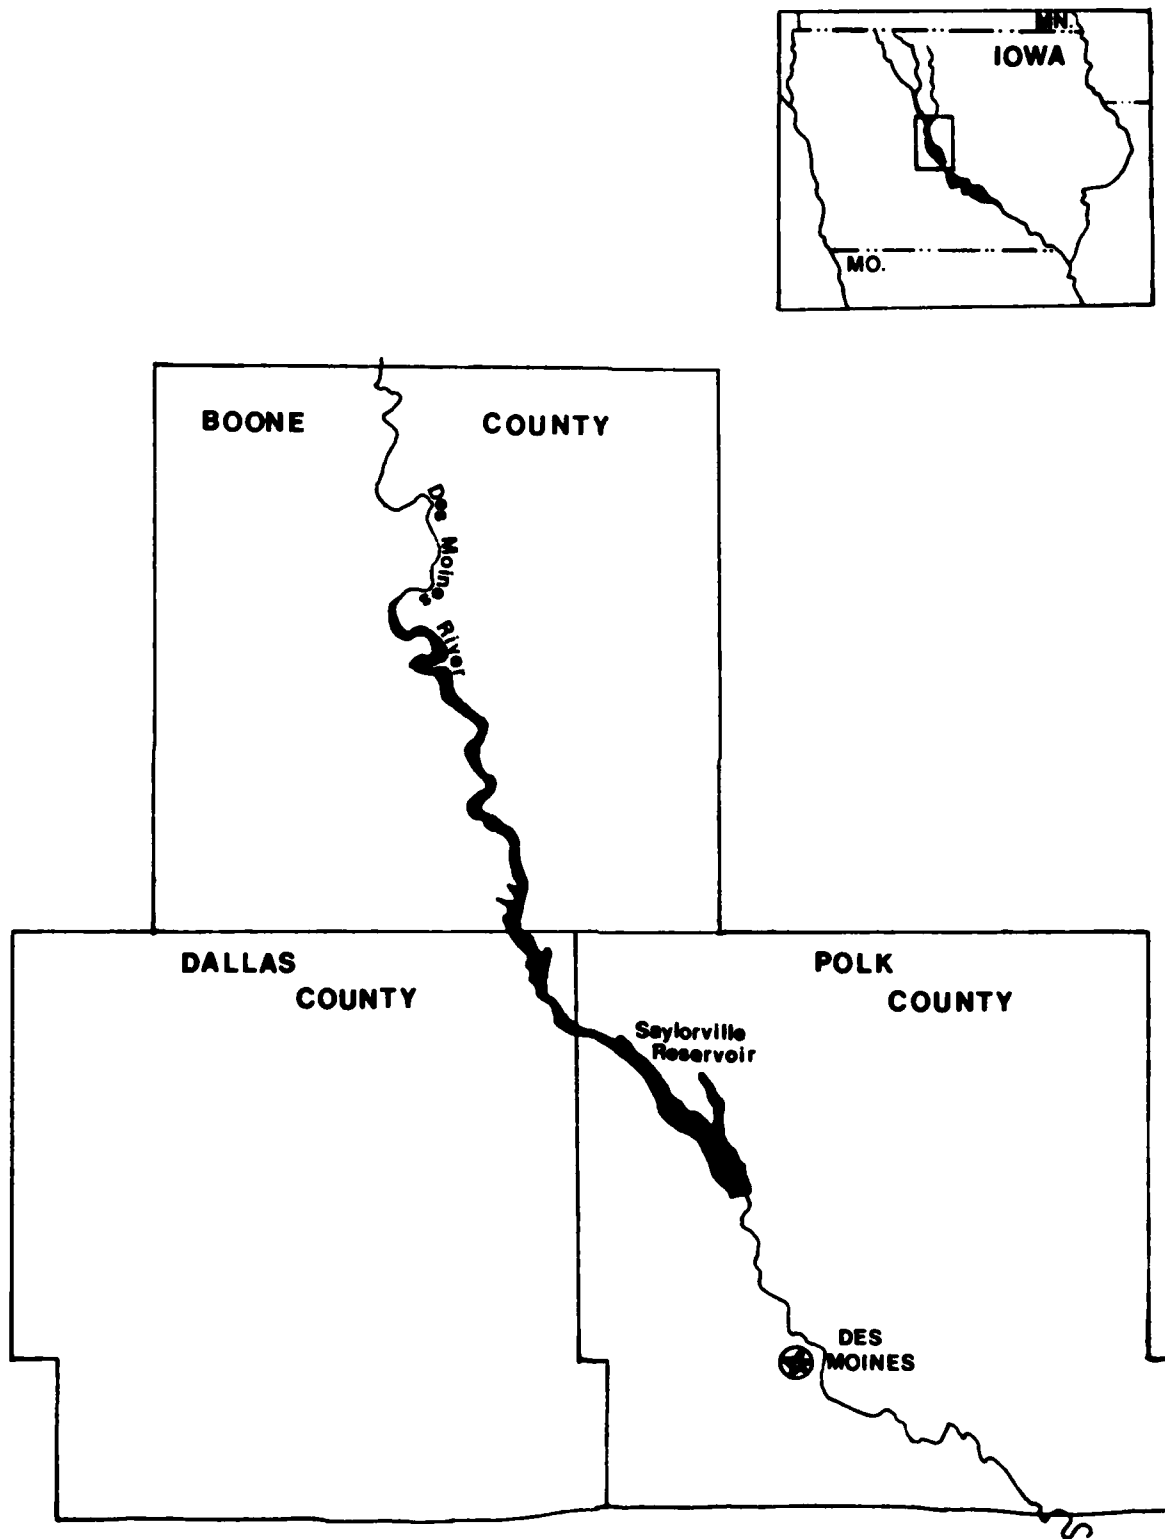 MN.
IOWA
MO.
BOONE COUNTY
Des Moines River
DALLAS
COUNTY
POLK
COUNTY
Saylorville
Reservoir
DES
MOINES